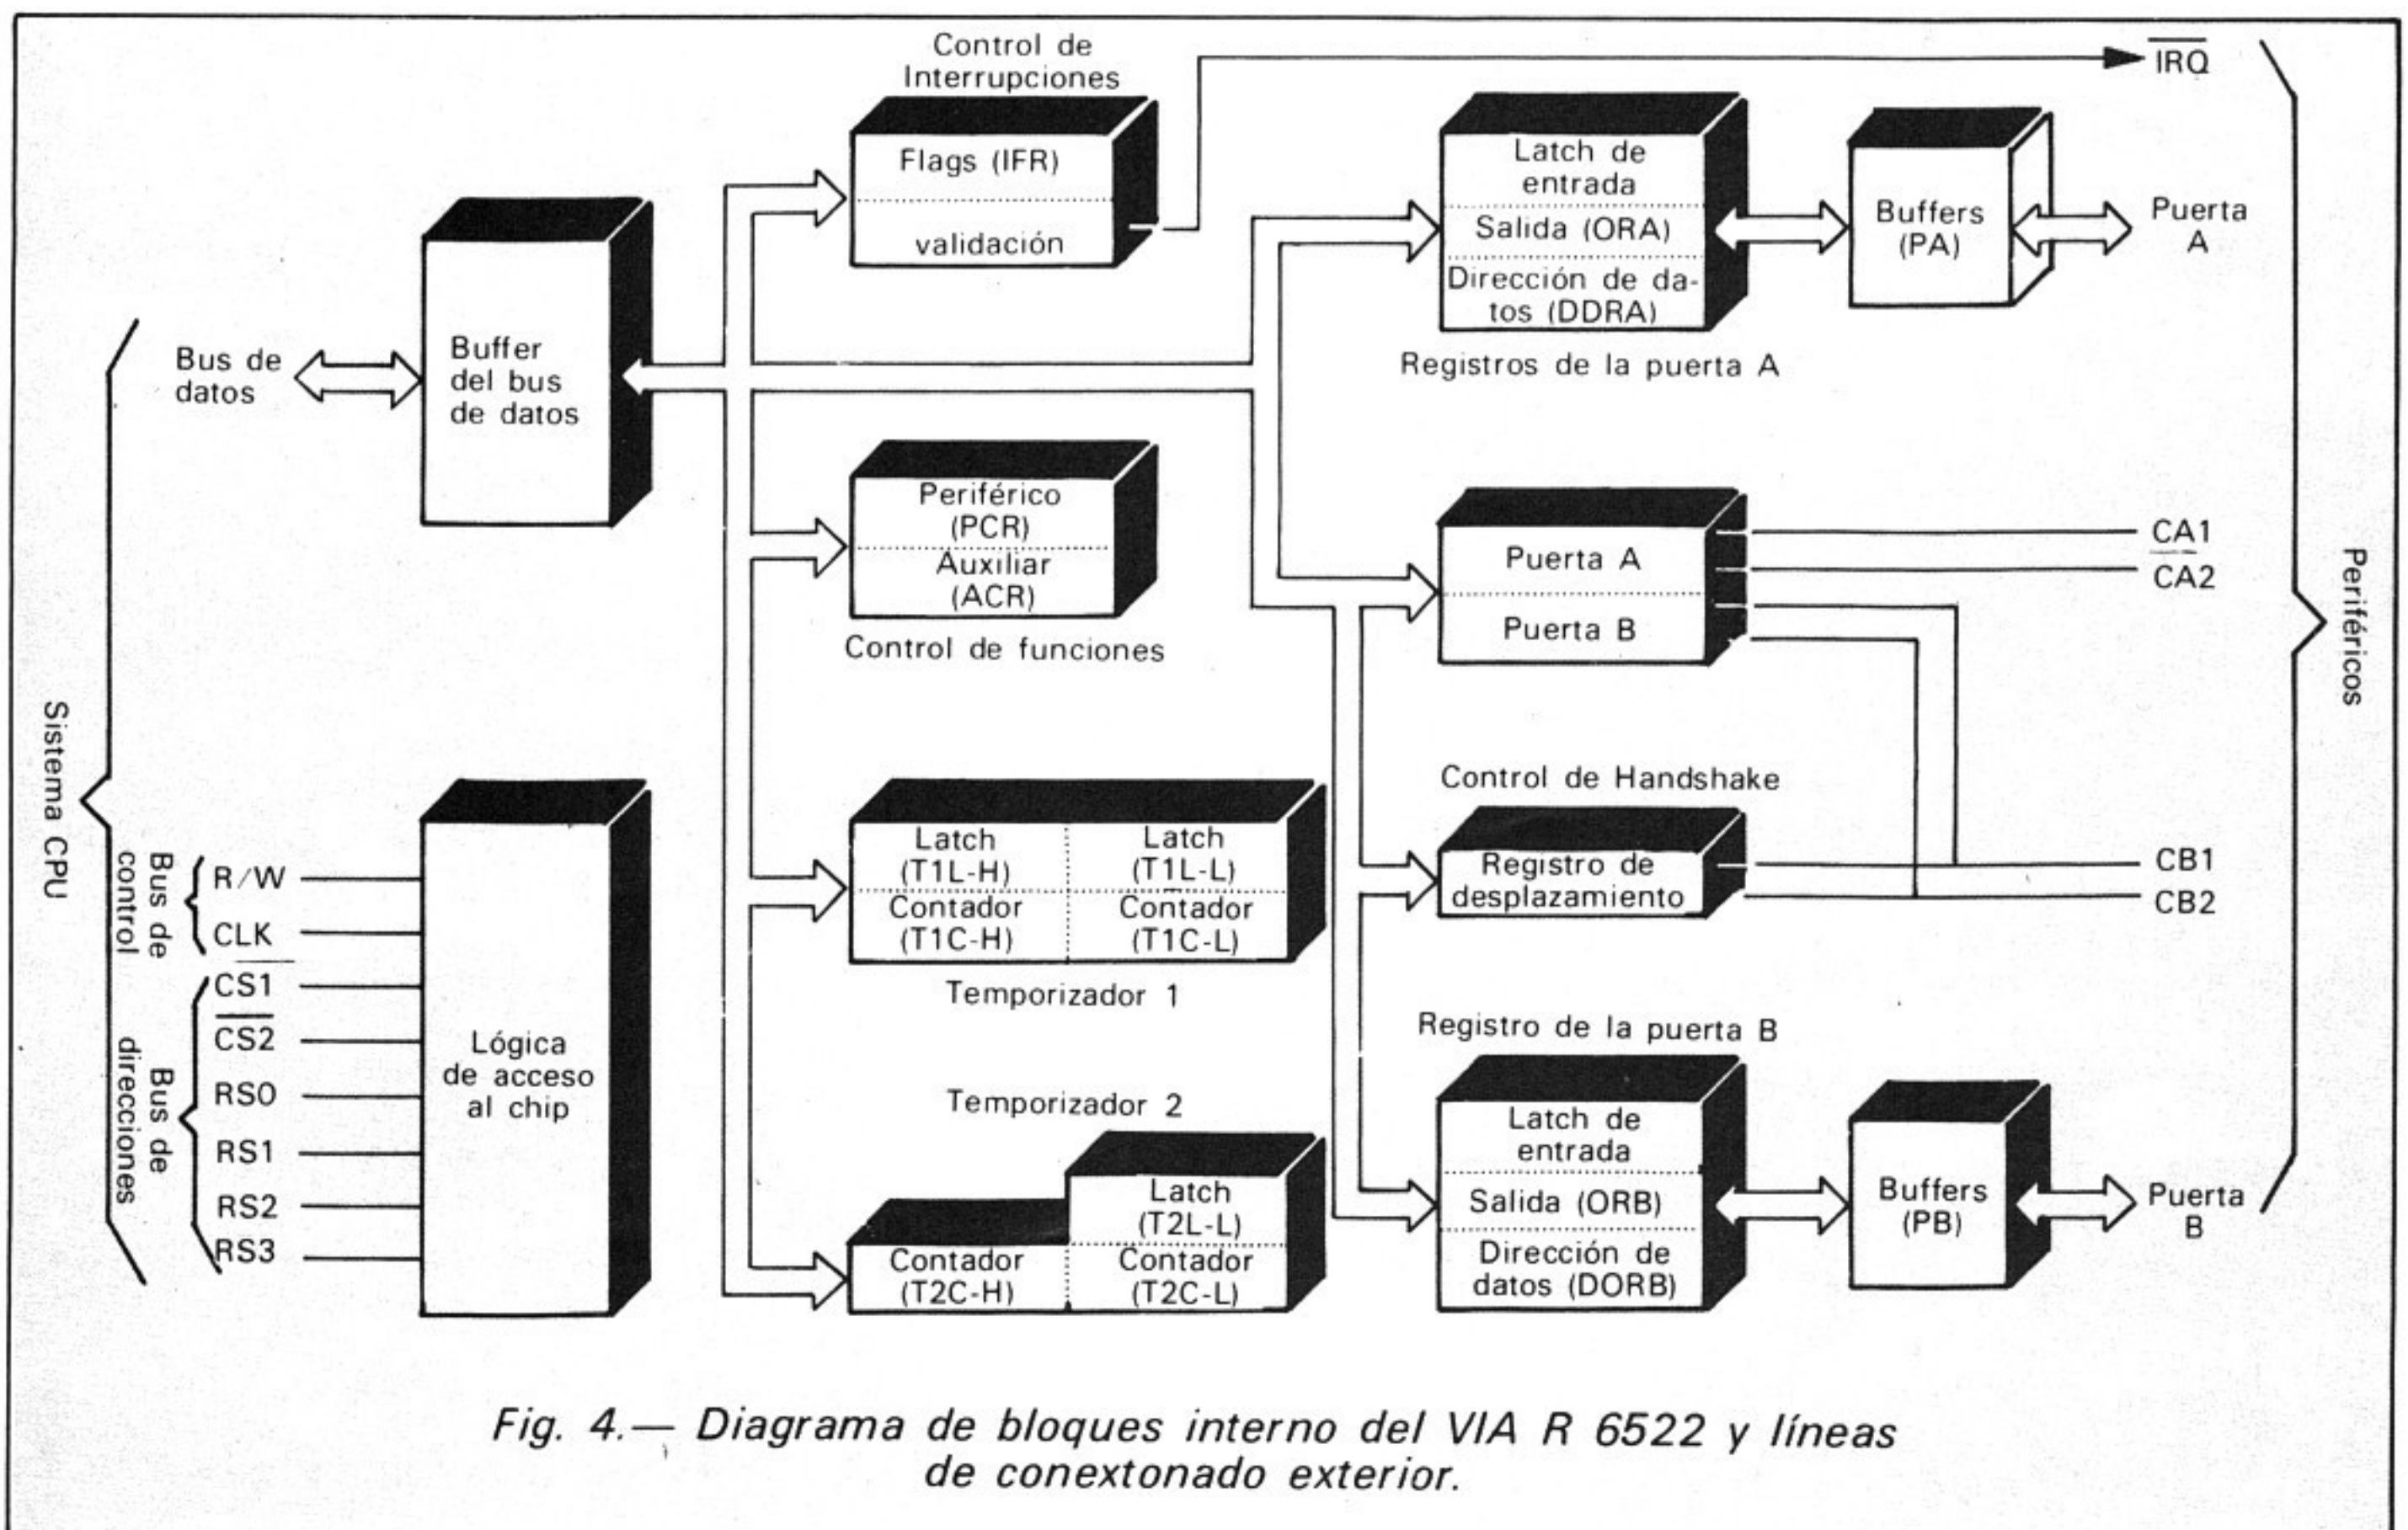 Control de
Interrupciones
IRQ
Flags (IFR)
validación
Latch de
entrada
Salida (ORA)
Dirección de da-
tos (DDRA)
Registros de la puerta A
Buffers
(PA)
Puerta
A
Bus de
datos
Buffer
del bus
de datos
Periférico
(PCR)
Auxiliar
(ACR)
Control de funciones
Puerta A
Puerta B
CA1
CA2
Periféricos
Sistema CPU
Control de Handshake
Registro de
desplazamiento
CB1
CB2
Latch
(T1L-H)
Latch
(T1L-L)
Contador
(T1C-H)
Contador
(T1C-L)
Temporizador 1
Bus de
control
R/W
CLK
Bus de
direcciones
CS1
CS2
RS0
RS1
RS2
RS3
Lógica
de acceso
al chip
Temporizador 2
Latch
(T2L-L)
Contador
(T2C-H)
Contador
(T2C-L)
Registro de la puerta B
Latch de
entrada
Salida (ORB)
Dirección de
datos (DORB)
Buffers
(PB)
Puerta
B
Fig. 4.— Diagrama de bloques interno del VIA R 6522 y líneas
de conextonado exterior.